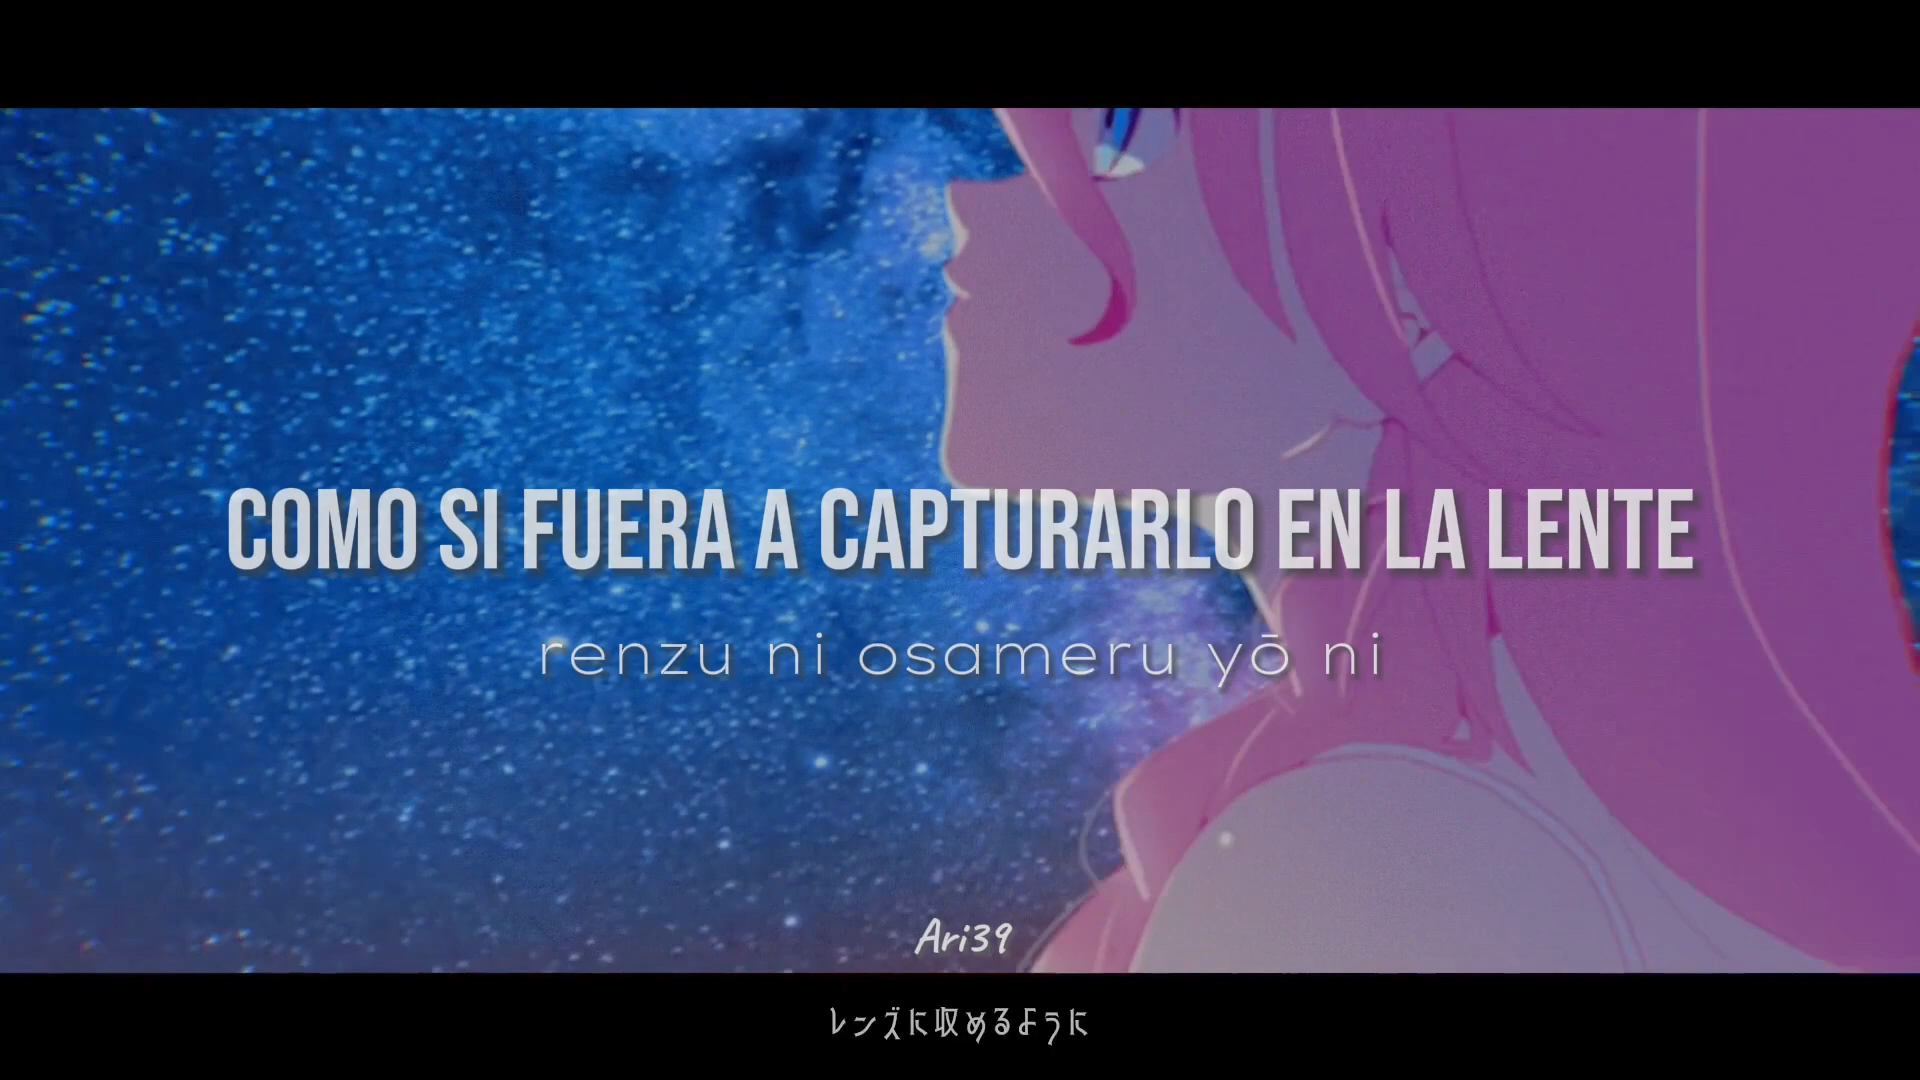 COMO SI FUERA A CAPTURARLO EN LA LENTE
renzu ni osameru yō ni
Ari39
レンズに収めるように